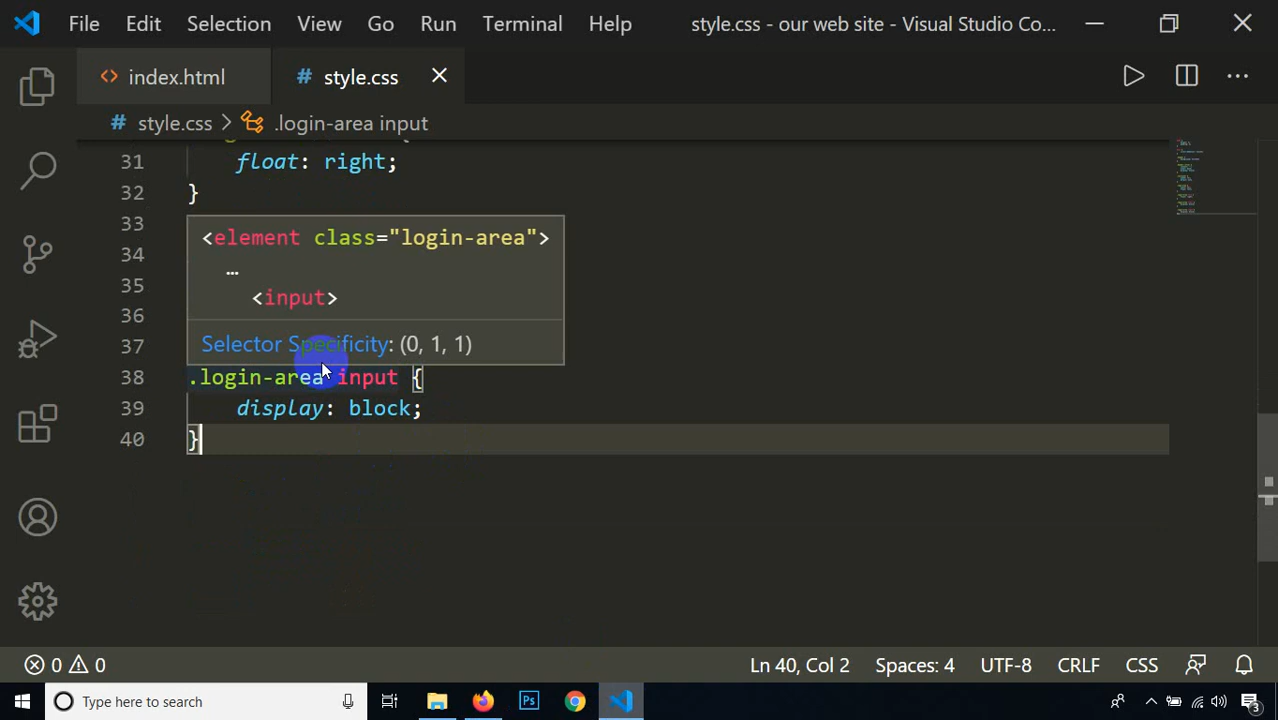 File Edit Selection View Go Run Terminal Help style.css - our web site - Visual Studio Co...
<> index.html # style.css ×
# style.css > .login-area input
31 float: right;
32 }
33
34
35
36
37
<element class="login-area">
…
<input>
Selector Specificity: (0, 1, 1)
38 .login-area input {
39 display: block;
40 }
0 0 Ln 40, Col 2 Spaces: 4 UTF-8 CRLF CSS
Type here to search Ps 3